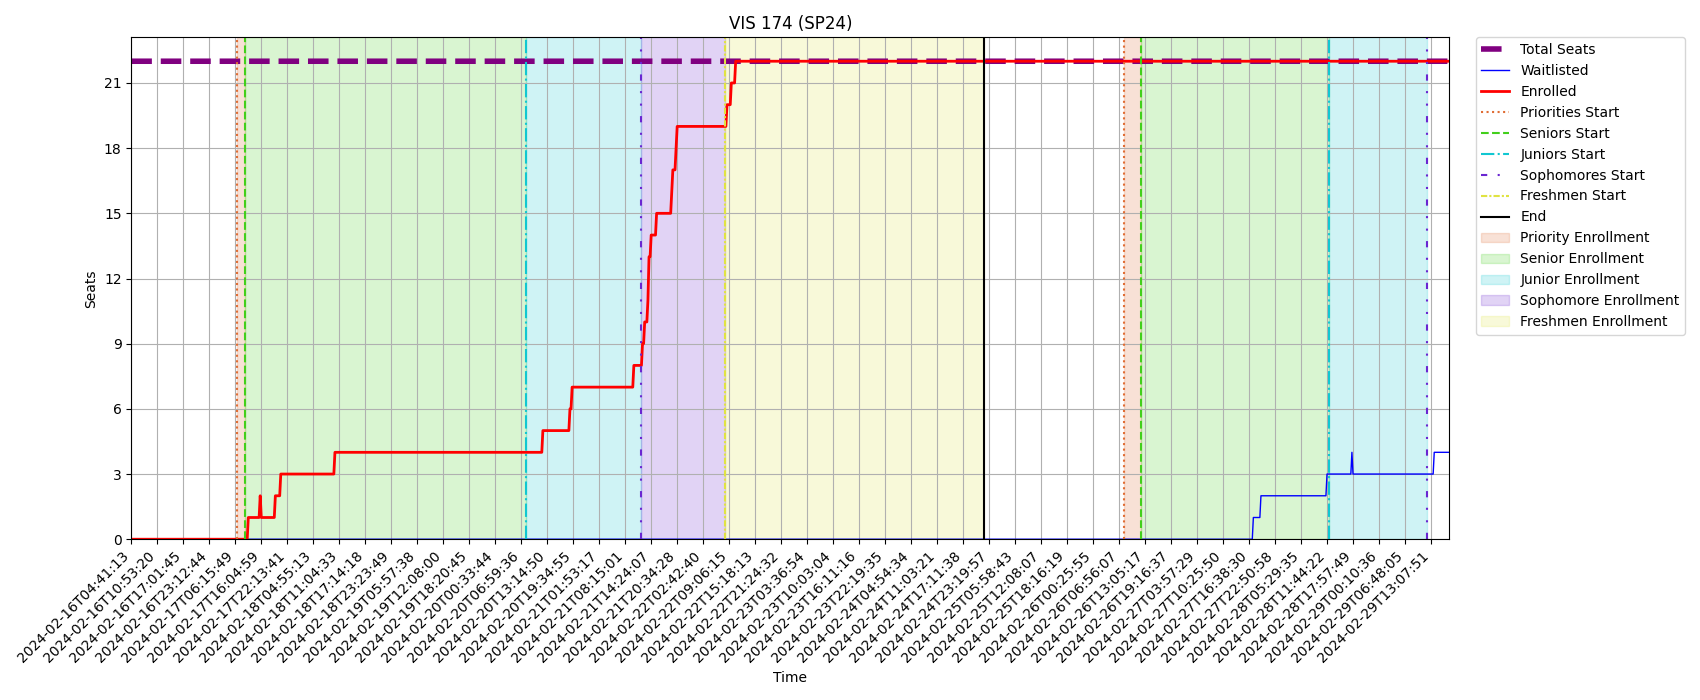 VIS 174 (SP24)
Seats
21
18
15
12
9
6
3
0
2024-02-16T04:41:13
2024-02-16T10:53:20
2024-02-16T17:01:45
2024-02-16T23:12:44
2024-02-17T06:15:49
2024-02-17T16:04:59
2024-02-17T22:13:41
2024-02-18T04:55:13
2024-02-18T11:04:33
2024-02-18T17:14:18
2024-02-18T23:23:49
2024-02-19T05:57:38
2024-02-19T12:08:00
2024-02-19T18:20:45
2024-02-20T00:33:44
2024-02-20T06:59:36
2024-02-20T13:14:50
2024-02-20T19:34:55
2024-02-21T01:53:17
2024-02-21T08:15:01
2024-02-21T14:24:07
2024-02-21T20:34:28
2024-02-22T02:42:40
2024-02-22T09:06:15
2024-02-22T15:18:13
2024-02-22T21:24:32
2024-02-23T03:36:54
2024-02-23T10:03:04
2024-02-23T16:11:16
2024-02-23T22:19:35
2024-02-24T04:54:34
2024-02-24T11:03:21
2024-02-24T17:11:38
2024-02-24T23:19:57
2024-02-25T05:58:43
2024-02-25T12:08:07
2024-02-25T18:16:19
2024-02-26T00:25:55
2024-02-26T06:56:07
2024-02-26T13:05:17
2024-02-26T19:16:37
2024-02-27T03:57:29
2024-02-27T10:25:50
2024-02-27T16:38:30
2024-02-27T22:50:58
2024-02-28T05:29:35
2024-02-28T11:44:22
2024-02-28T17:57:49
2024-02-29T00:10:36
2024-02-29T06:48:05
2024-02-29T13:07:51
Time
Total Seats
Waitlisted
Enrolled
Priorities Start
Seniors Start
Juniors Start
Sophomores Start
Freshmen Start
End
Priority Enrollment
Senior Enrollment
Junior Enrollment
Sophomore Enrollment
Freshmen Enrollment